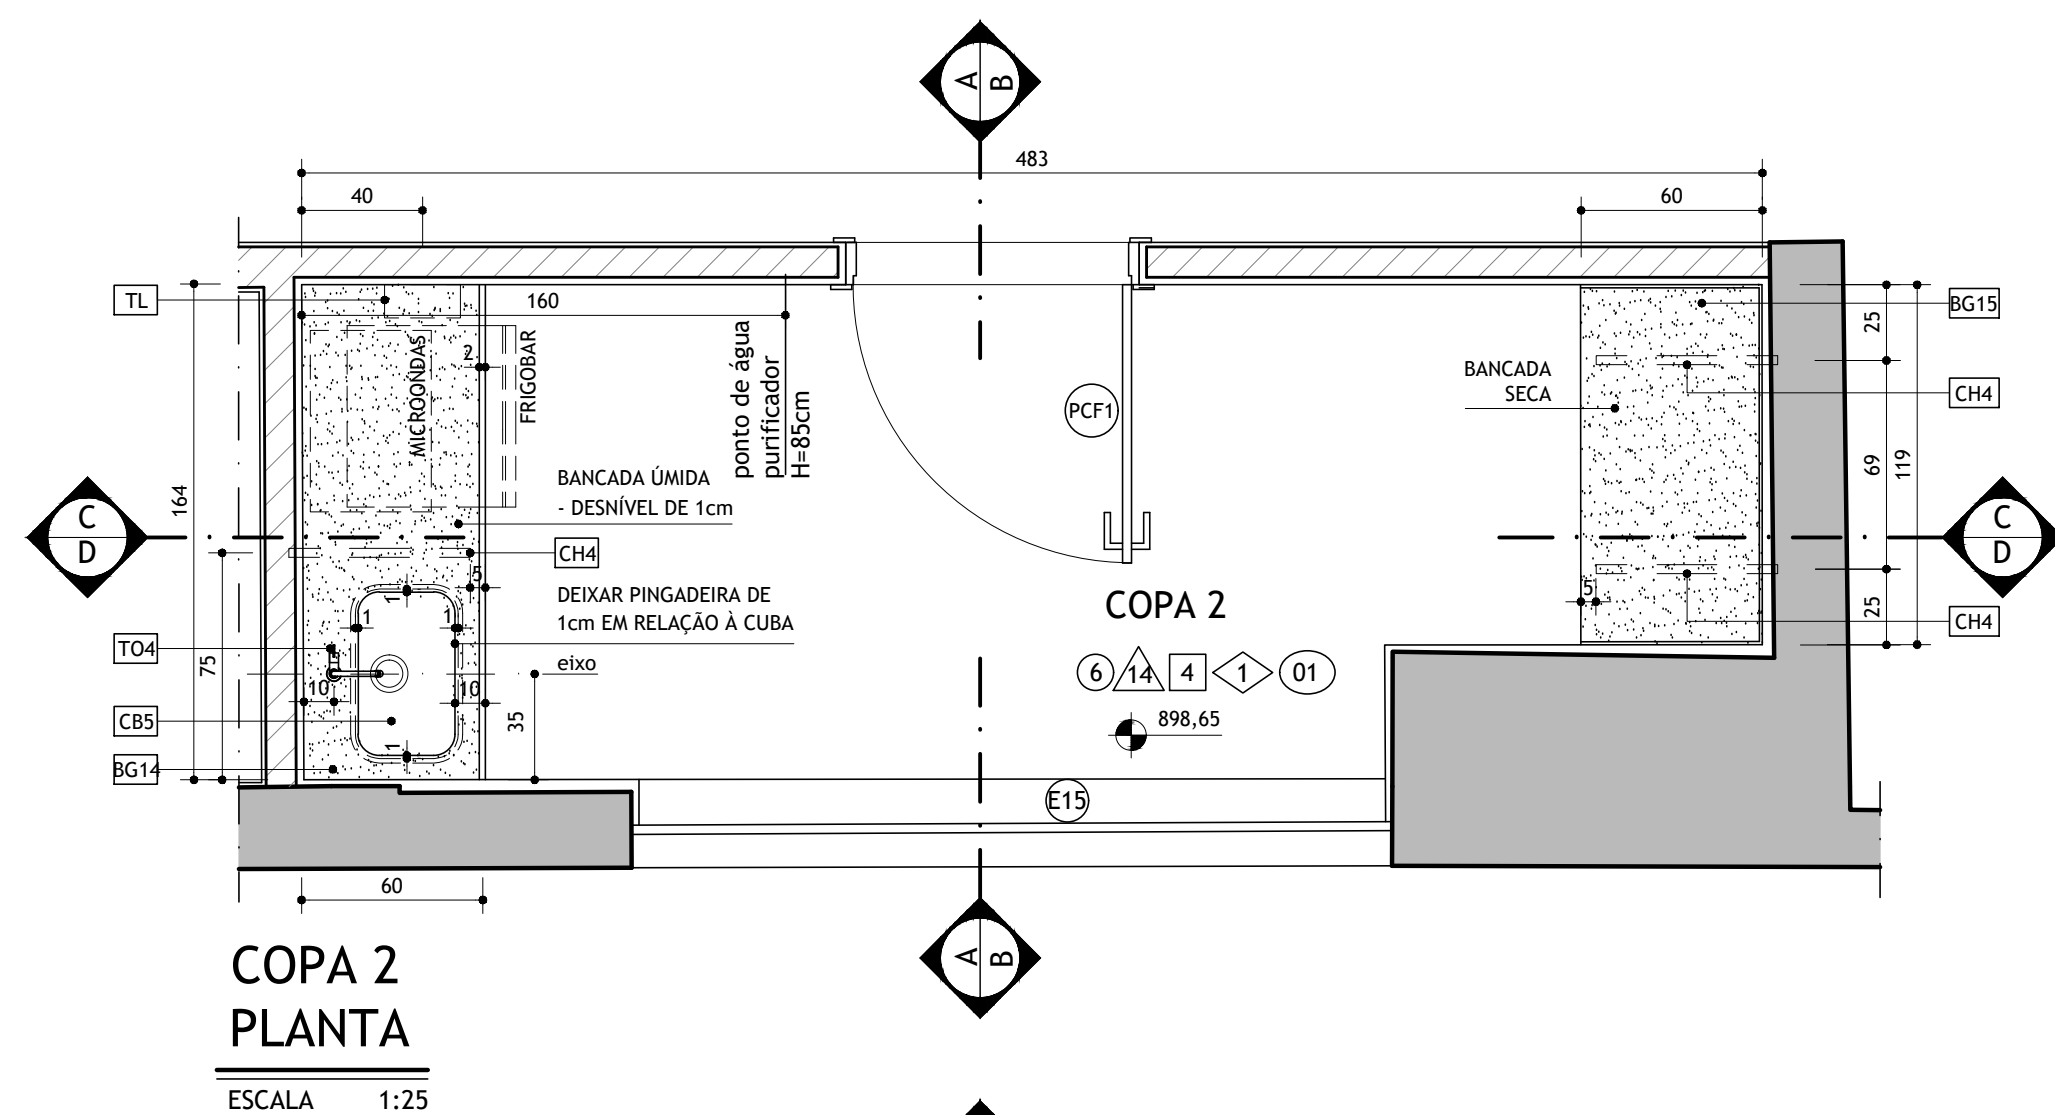 A
B
483
40
60
TL
160
BG15
25
2
MICROONDAS
FRIGOBAR
ponto de água
purificador
H=85cm
PCF1
BANCADA
SECA
CH4
69
119
164
BANCADA ÚMIDA
- DESNÍVEL DE 1cm
C
D
C
D
CH4
5
DEIXAR PINGADEIRA DE
1cm EM RELAÇÃO À CUBA
1
1
1
COPA 2
5
25
CH4
TO4
75
eixo
6
14
4
1
01
10
10
CB5
35
898,65
1
BG14
E15
60
A
B
COPA 2
PLANTA
ESCALA 1:25